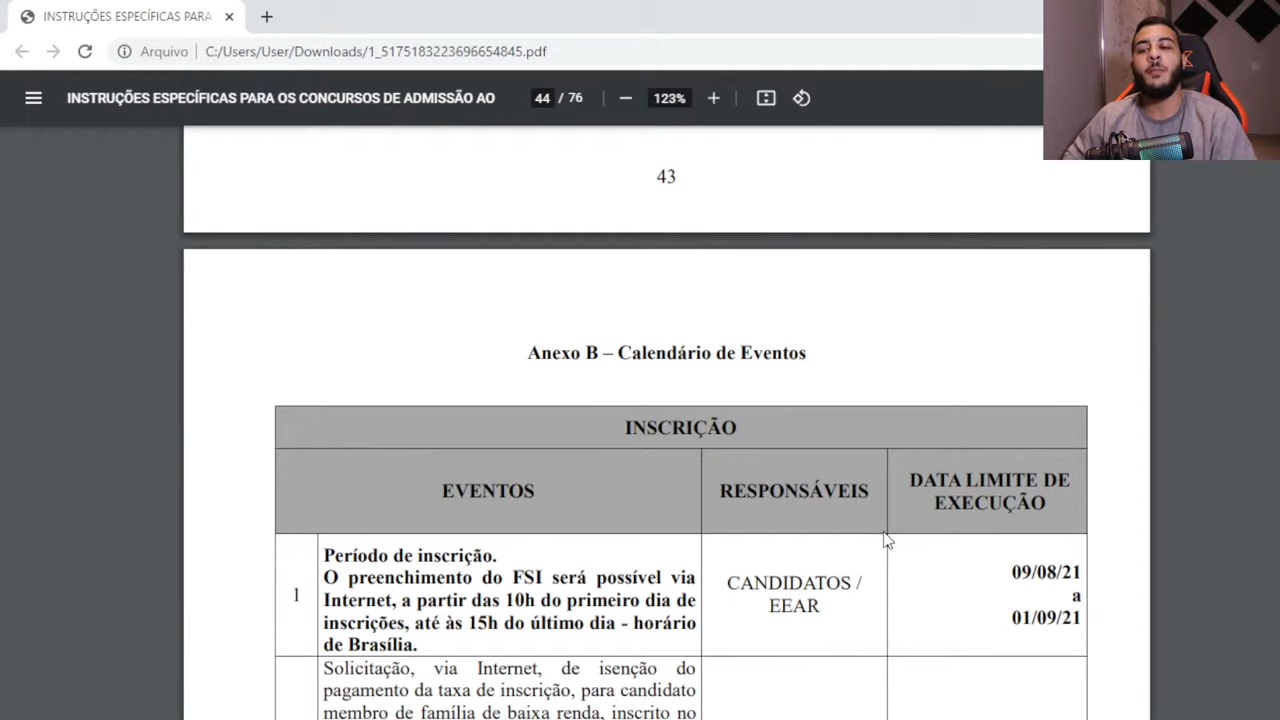 INSTRUÇÕES ESPECÍFICAS PARA
Arquivo C:/Users/User/Downloads/1_5175183223696654845.pdf
INSTRUÇÕES ESPECÍFICAS PARA OS CONCURSOS DE ADMISSÃO AO 44 / 76 — 123% +
43
Anexo B – Calendário de Eventos
INSCRIÇÃO
EVENTOS
RESPONSÁVEIS
DATA LIMITE DE
EXECUÇÃO
1
Período de inscrição.
O preenchimento do FSI será possível via
Internet, a partir das 10h do primeiro dia de
inscrições, até às 15h do último dia - horário
de Brasília.
CANDIDATOS /
EEAR
09/08/21
a
01/09/21
Solicitação, via Internet, de isenção do
pagamento da taxa de inscrição, para candidato
membro de família de baixa renda, inscrito no